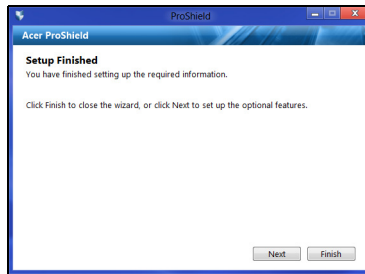 ProShield
Acer ProShield
Setup Finished
You have finished setting up the required information.
Click Finish to close the wizard, or click Next to set up the optional features.
Next Finish